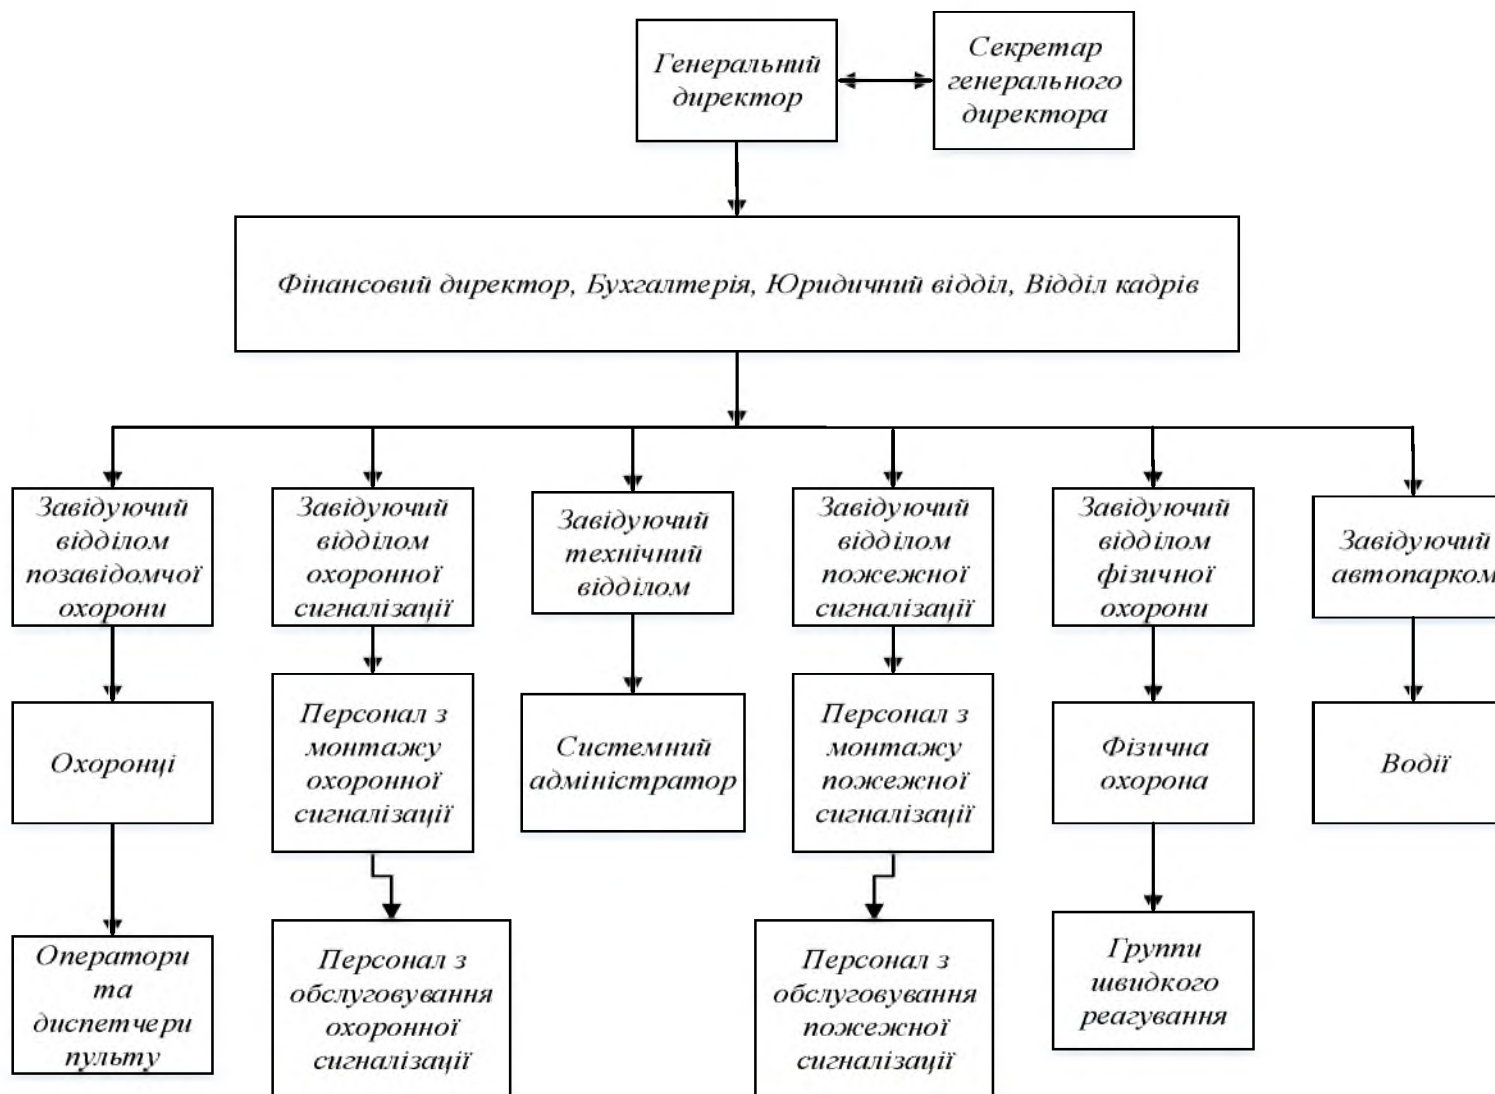 Генеральний
директор
Секретар
генерального
директора
Фінансовий директор, Бухгалтерія, Юридичний відділ, Відділ кадрів
Завідуючий
відділом
позавідомчої
охорони
Завідуючий
відділом
охоронної
сигналізації
Завідуючий
технічний
відділом
Завідуючий
відділом
пожежної
сигналізації
Завідуючий
відділом
фізичної
охорони
Завідуючий
автопарком
Охоронці
Персонал з
монтажу
охоронної
сигналізації
Системний
адміністратор
Персонал з
монтажу
пожежної
сигналізації
Фізична
охорона
Водії
Оператори
та
диспетчери
пульту
Персонал з
обслуговування
охоронної
сигналізації
Персонал з
обслуговування
пожежної
сигналізації
Группи
швидкого
реагування